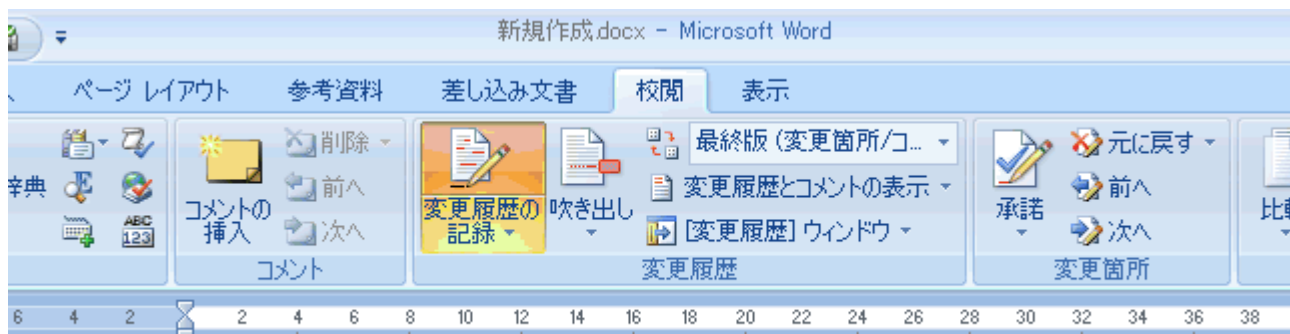 新規作成.docx - Microsoft Word
ページ レイアウト 参考資料 差し込み文書 校閲 表示
削除 最終版 (変更箇所/コ... 元に戻す
辞典 前へ 変更履歴とコメントの表示 前へ
コメントの挿入 変更履歴の記録 吹き出し 承諾
ABC 123 次へ [変更履歴] ウィンドウ 次へ
コメント 変更履歴 変更箇所
6 4 2 2 4 6 8 10 12 14 16 18 20 22 24 26 28 30 32 34 36 38